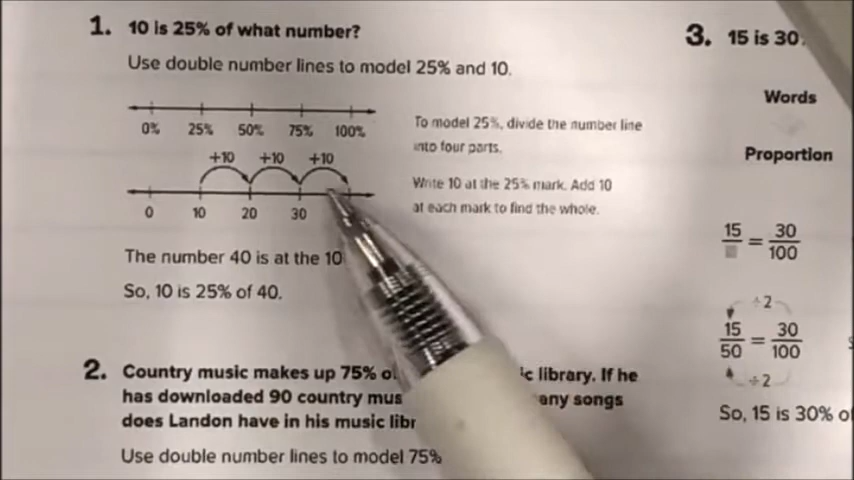 1. 10 is 25% of what number?
Use double number lines to model 25% and 10.
0% 25% 50% 75% 100%
To model 25%, divide the number line
into four parts.
+10 +10 +10
0 10 20 30
Write 10 at the 25% mark. Add 10
at each mark to find the whole.
The number 40 is at the 10
So, 10 is 25% of 40.
2. Country music makes up 75% o
ic library. If he
has downloaded 90 country mus
any songs
does Landon have in his music libr
Use double number lines to model 75%
3. 15 is 30
Words
Proportion
15 = 30
100
÷2
15 = 30
50 100
÷2
So, 15 is 30% o